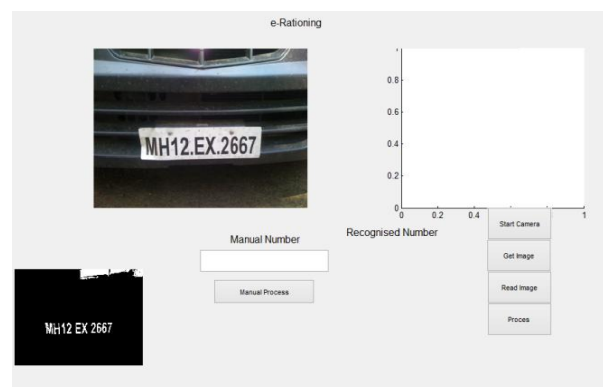 e-Rationing
MH12.EX.2667
0.8
0.6
0.4
0.2
0
0 0.2 0.4 1
Start Camera
Manual Number
Recognised Number
Get Image
Manual Process
Read Image
Proces
MH12 EX 2667